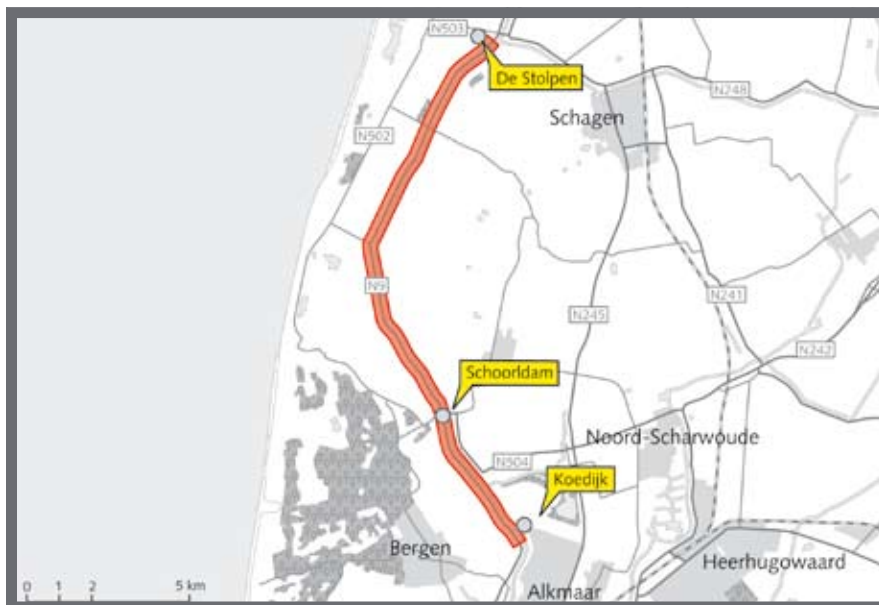 N503
De Stolpen
N248
Schagen
N502
N9
N245
N241
N242
Schoorldam
Noord-Scharwoude
N504
Koedijk
Bergen
Heerhugowaard
Alkmaar
0 1 2 5 km